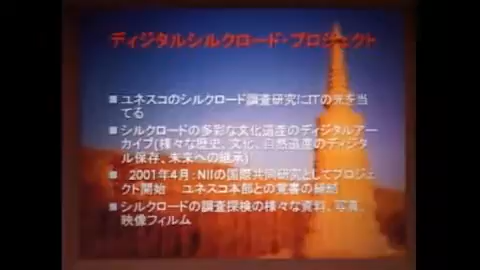 ディジタルシルクロード・プロジェクト
■ ユネスコのシルクロード調査研究にITの光を当
てる
■ シルクロードの多彩な文化遺産のディジタルアー
カイブ(様々な歴史、文化、自然遺産のディジタ
ル保存、未来への継承)
■ 2001年4月：NIIの国際共同研究としてプロジェ
クト開始　ユネスコ本部との覚書の締結
■ シルクロードの調査探検の様々な資料、写真、
映像フィルム